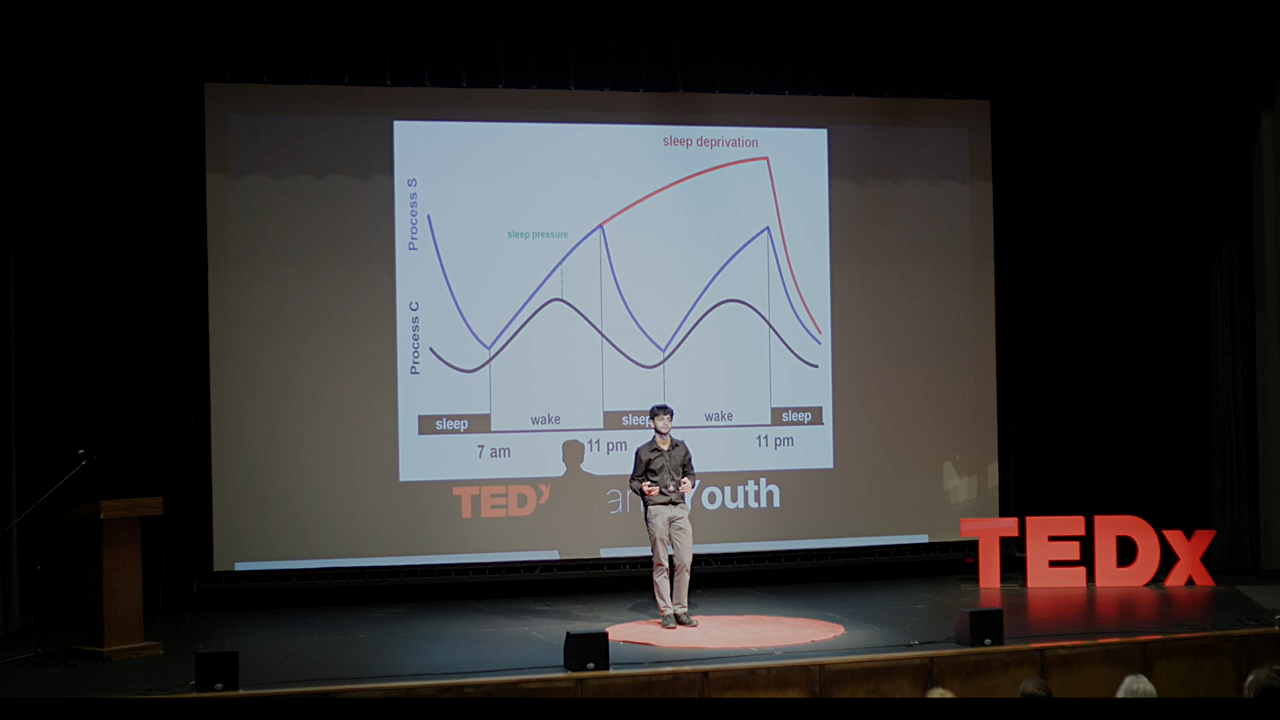 sleep deprivation
Process S
sleep pressure
Process C
sleep
wake
sleep
wake
sleep
7 am
11 pm
11 pm
TEDx
Youth
TEDx